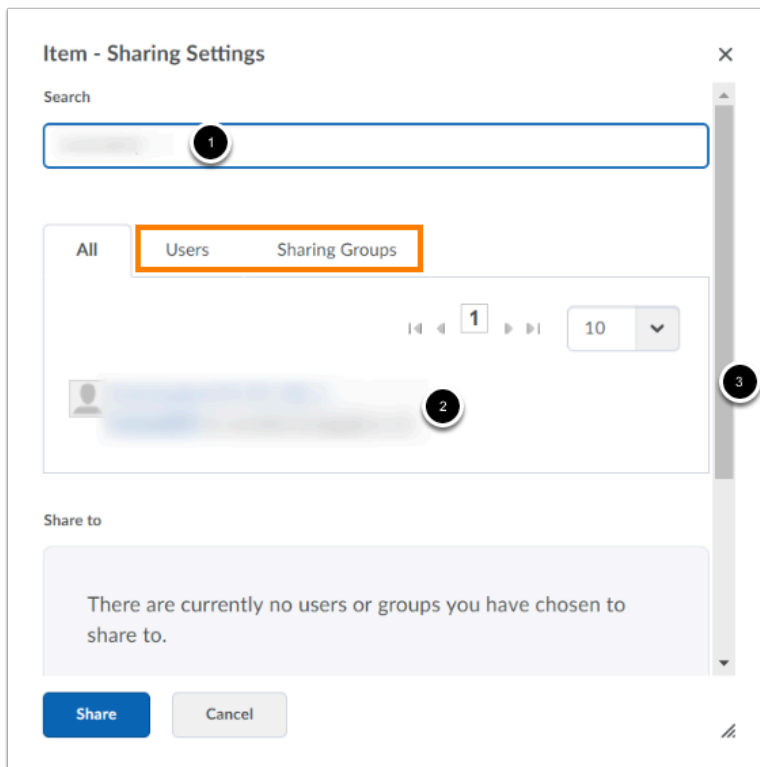 Item - Sharing Settings
Search
1
All Users Sharing Groups
1 10
2
3
Share to
There are currently no users or groups you have chosen to
share to.
Share Cancel